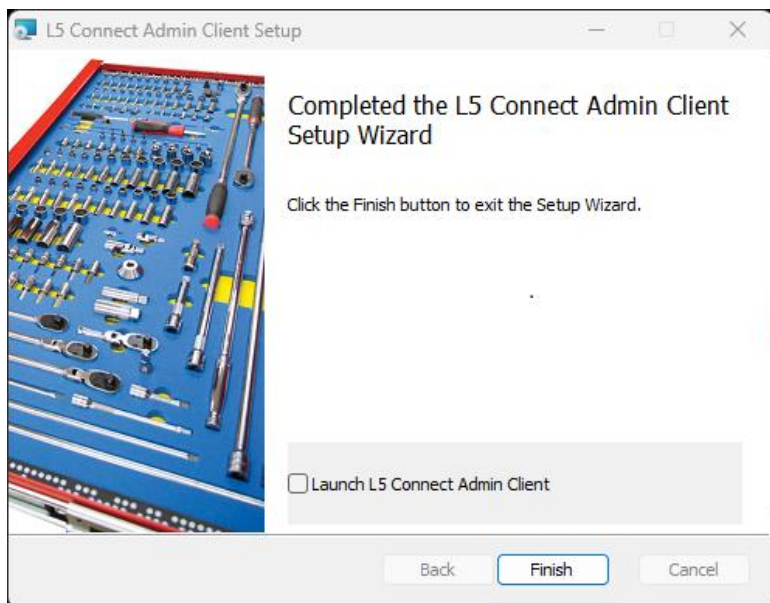 L5 Connect Admin Client Setup
Completed the L5 Connect Admin Client
Setup Wizard
Click the Finish button to exit the Setup Wizard.
Launch L5 Connect Admin Client
Back Finish Cancel